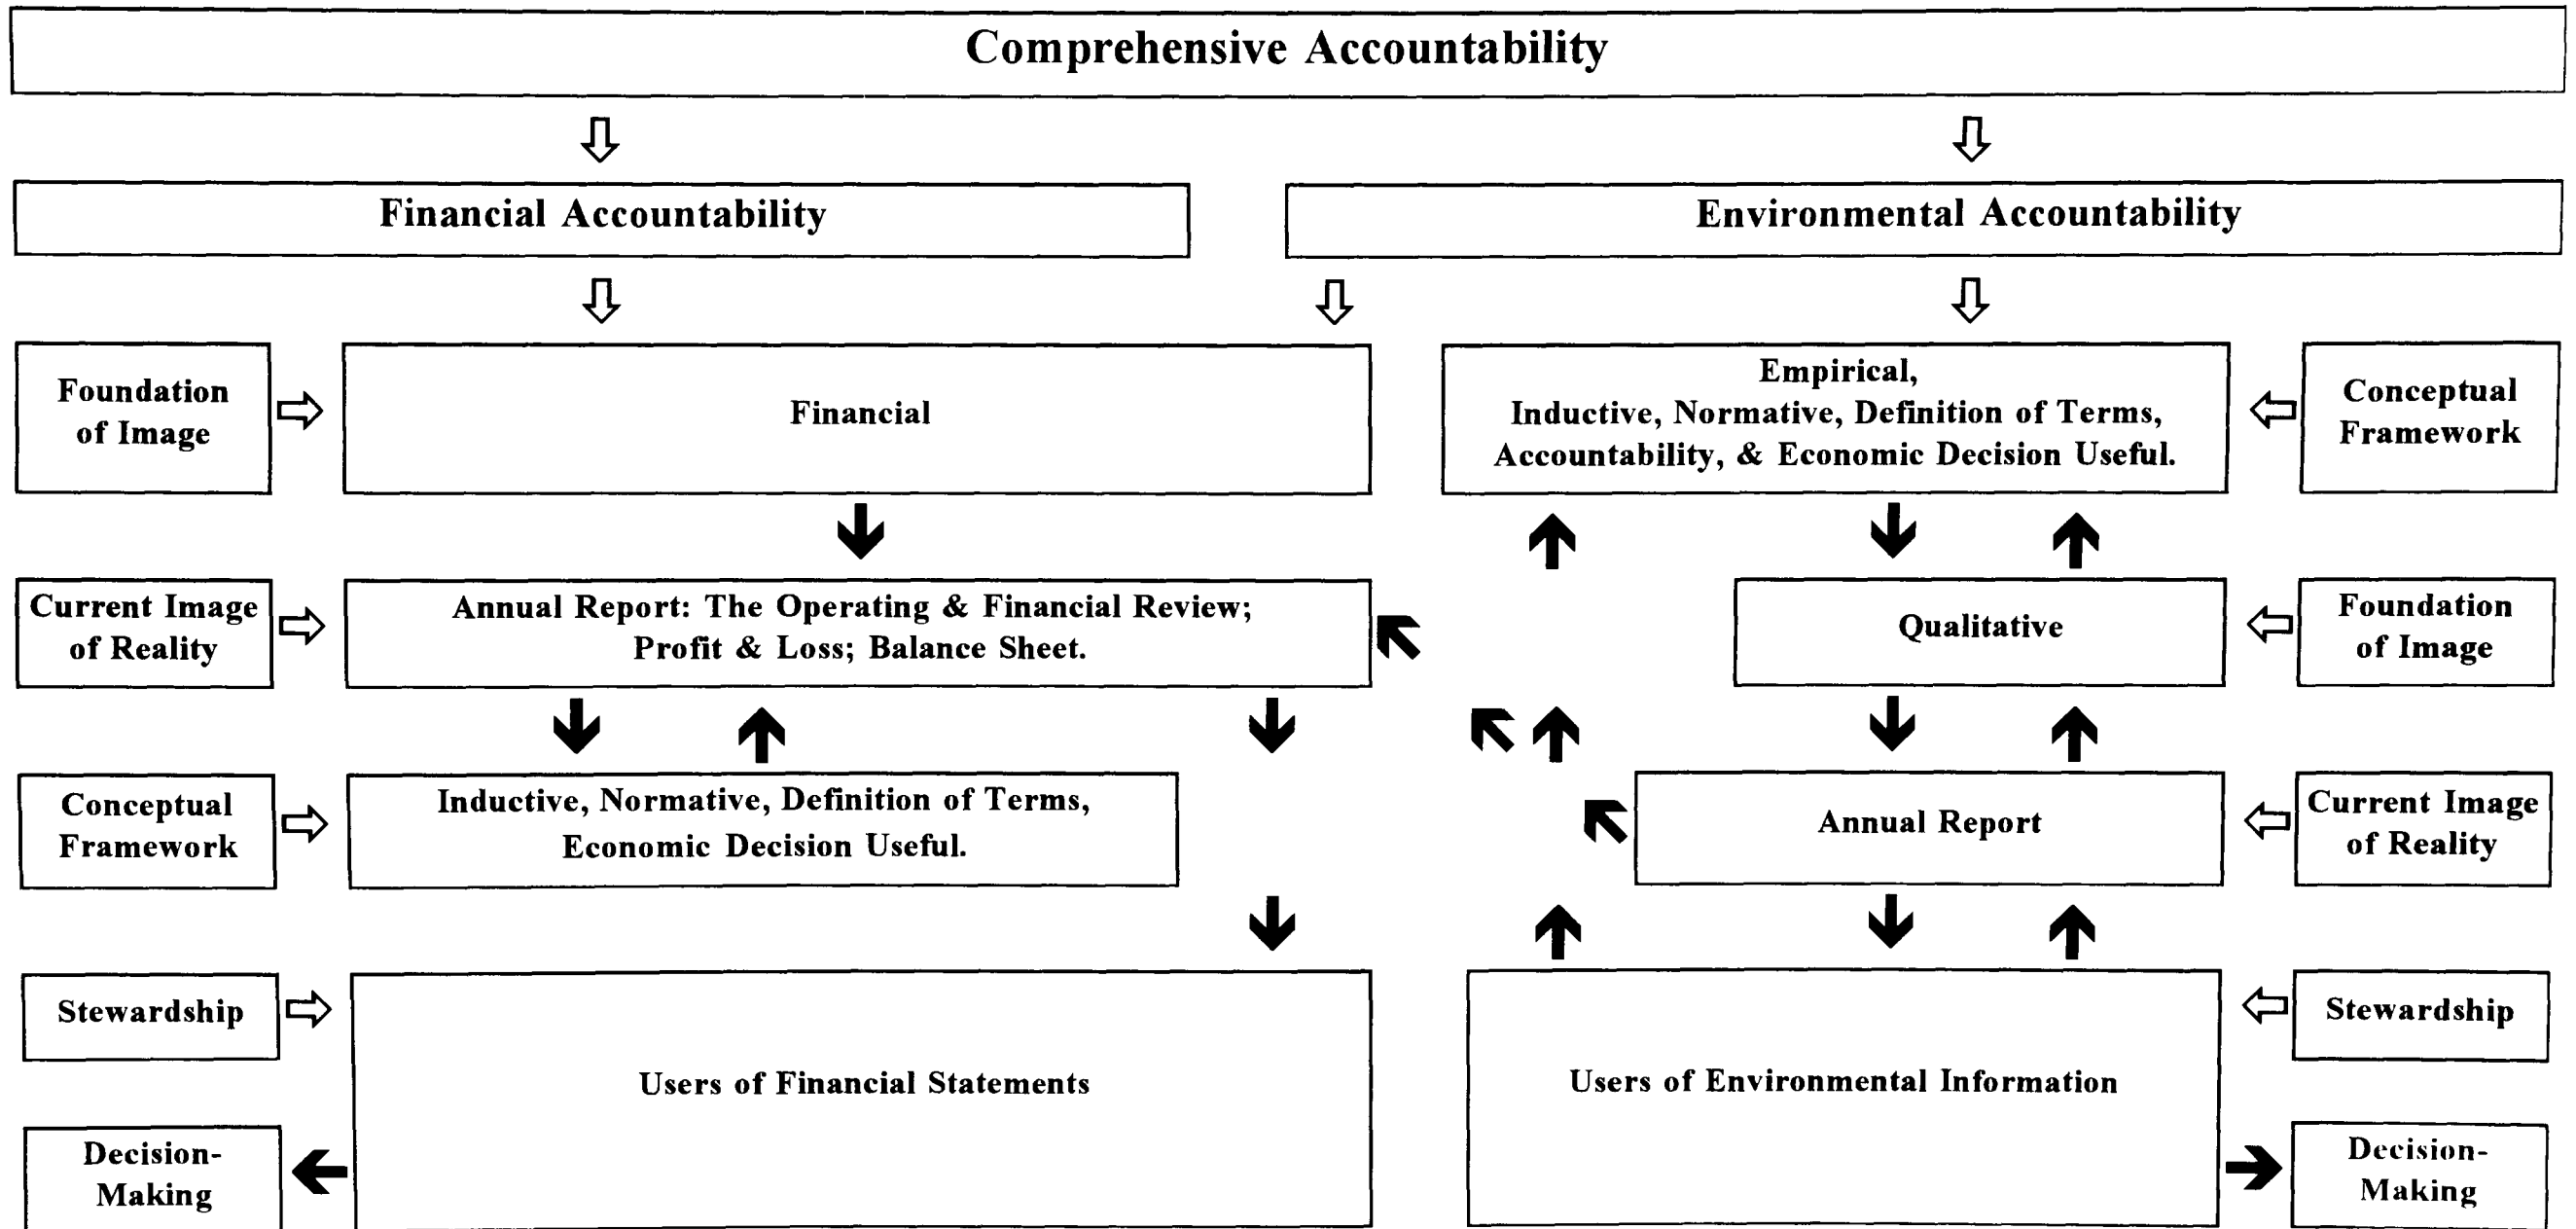 Comprehensive Accountability
Financial Accountability
Environmental Accountability
Foundation
of Image
Financial
Empirical,
Inductive, Normative, Definition of Terms,
Accountability, & Economic Decision Useful.
Conceptual
Framework
Current Image
of Reality
Annual Report: The Operating & Financial Review;
Profit & Loss; Balance Sheet.
Qualitative
Foundation
of Image
Conceptual
Framework
Inductive, Normative, Definition of Terms,
Economic Decision Useful.
Annual Report
Current Image
of Reality
Stewardship
Users of Financial Statements
Users of Environmental Information
Stewardship
Decision-
Making
Decision-
Making